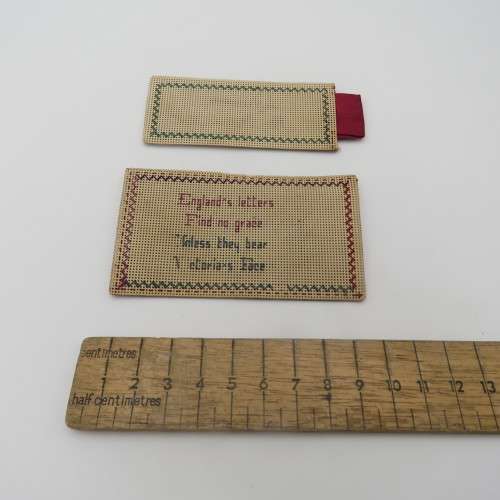 England's letters
Find no grace
Unless they bear
Victoria's Face
centimetres
1 2 3 4 5 6 7 8 9 10 11 12 13
half centimetres